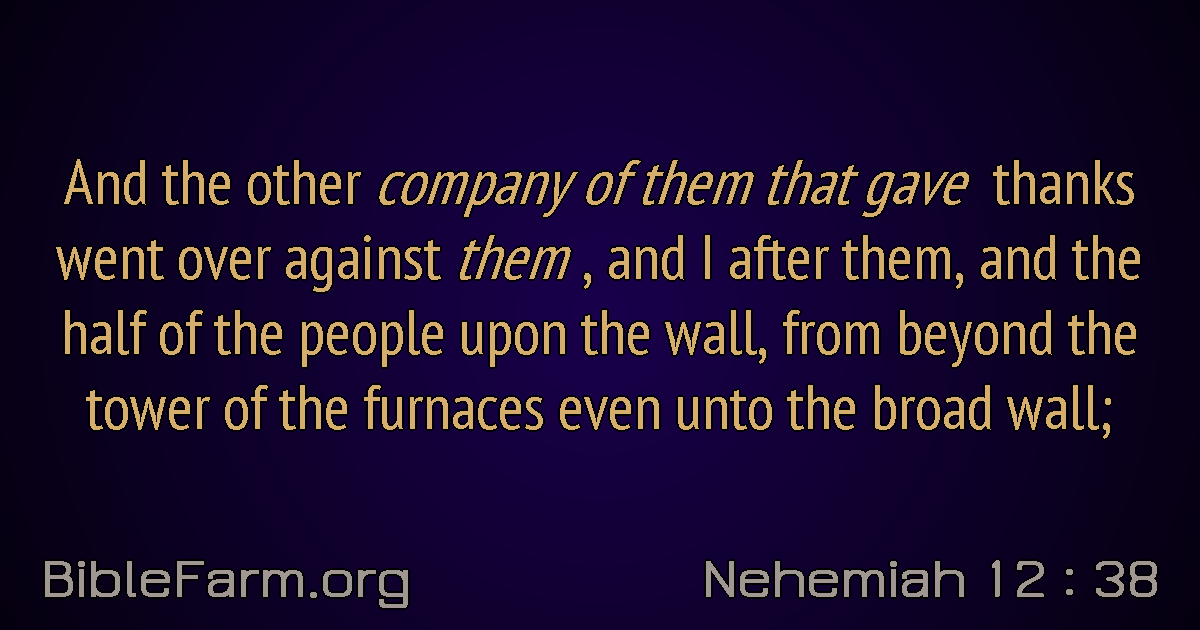 And the other company of them that gave thanks
went over against them , and I after them, and the
half of the people upon the wall, from beyond the
tower of the furnaces even unto the broad wall;
BibleFarm.org
Nehemiah 12 : 38